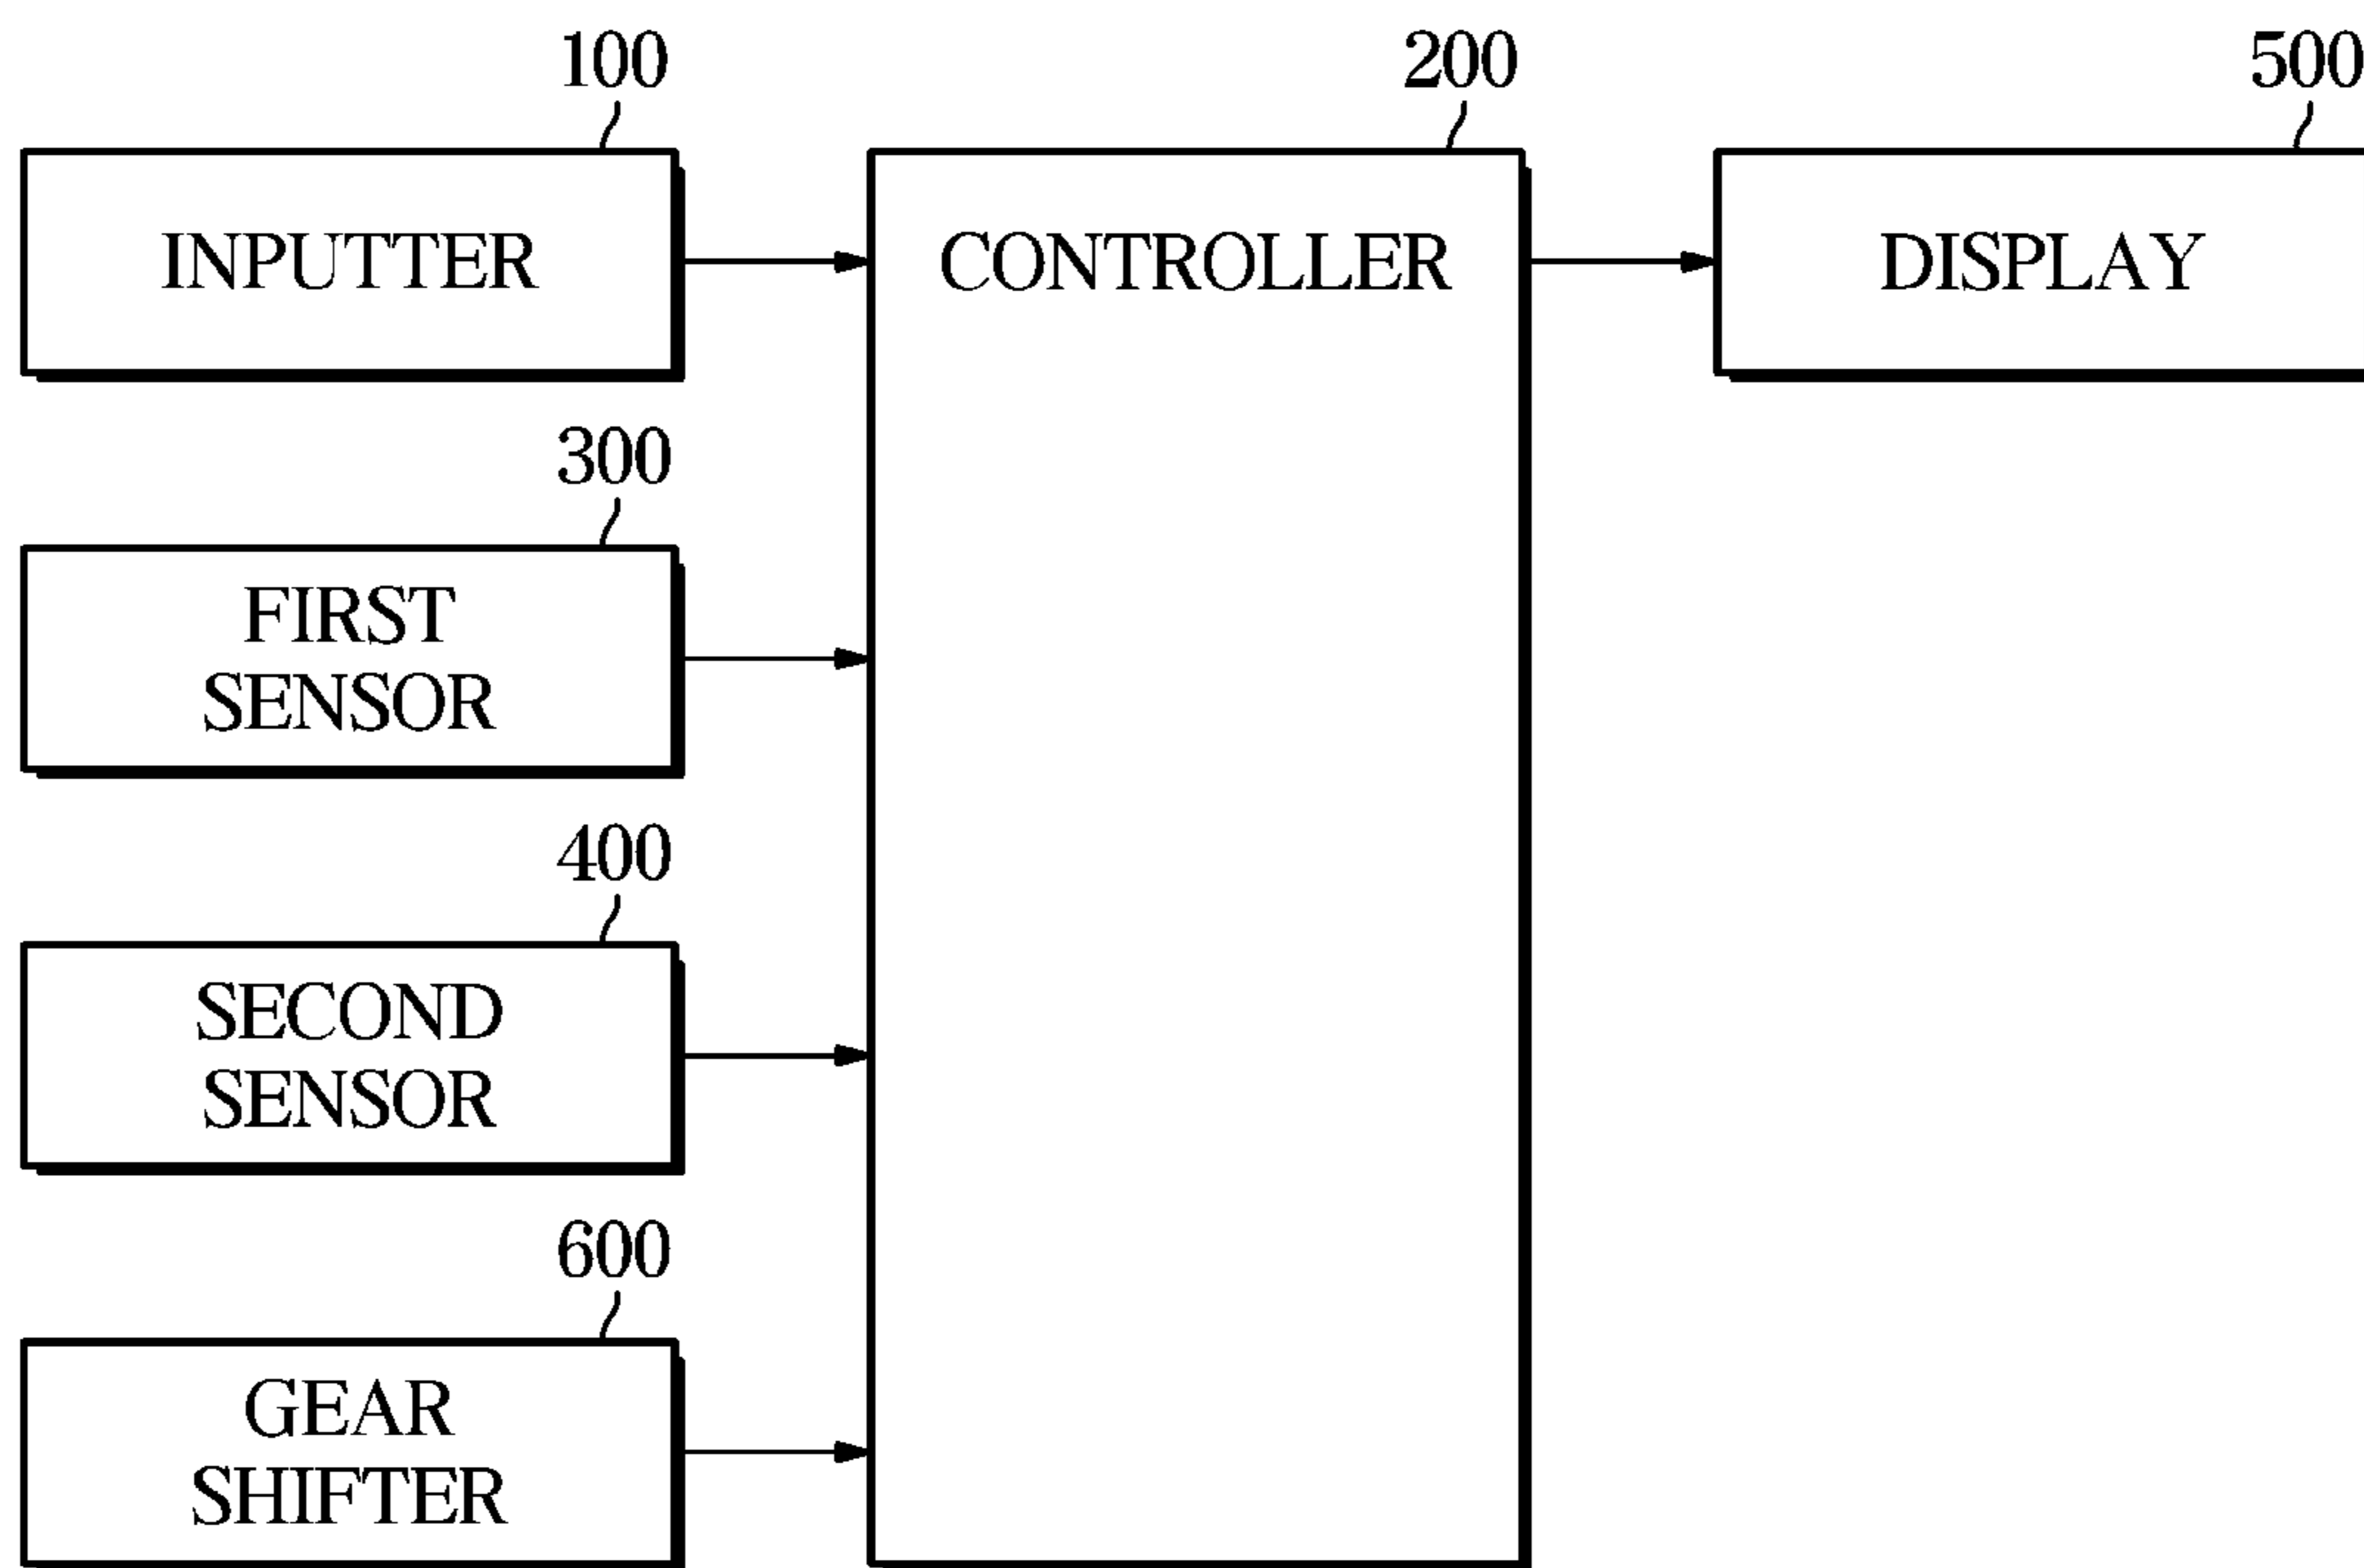 100
200
500
INPUTTER
CONTROLLER
DISPLAY
300
FIRST
SENSOR
400
SECOND
SENSOR
600
GEAR
SHIFTER